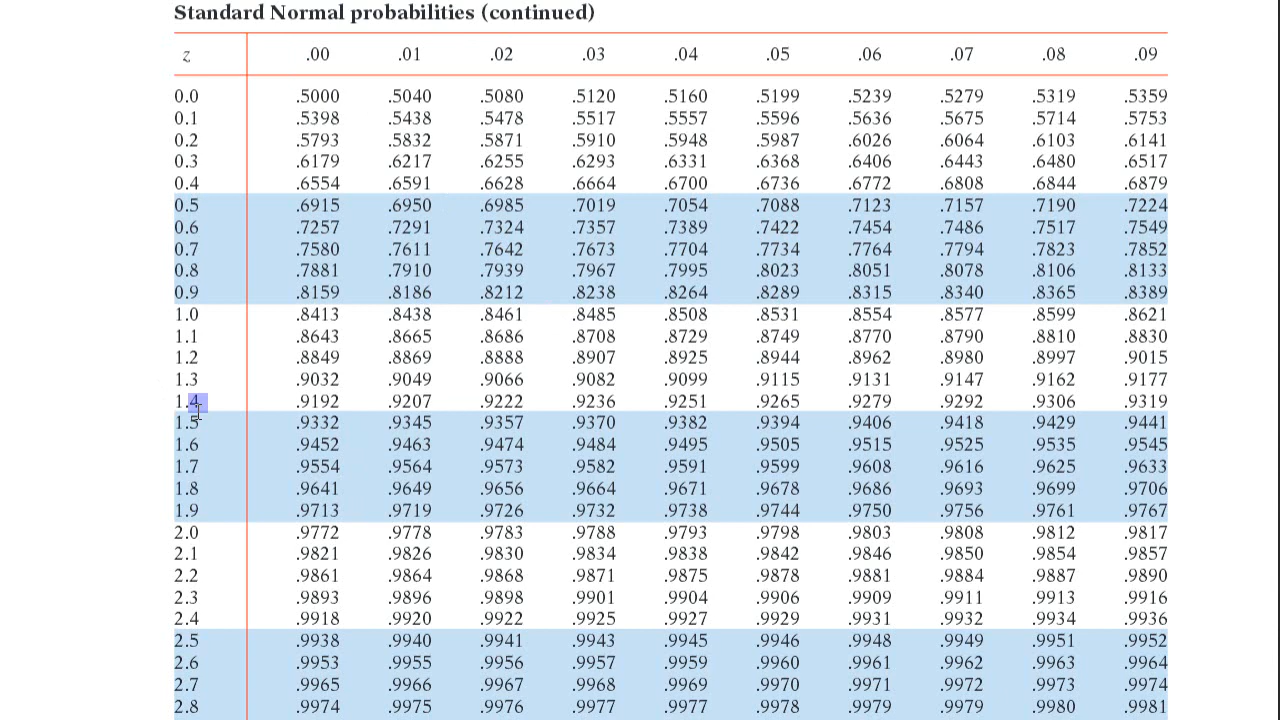 Standard Normal probabilities (continued)
z .00 .01 .02 .03 .04 .05 .06 .07 .08 .09
0.0 .5000 .5040 .5080 .5120 .5160 .5199 .5239 .5279 .5319 .5359
0.1 .5398 .5438 .5478 .5517 .5557 .5596 .5636 .5675 .5714 .5753
0.2 .5793 .5832 .5871 .5910 .5948 .5987 .6026 .6064 .6103 .6141
0.3 .6179 .6217 .6255 .6293 .6331 .6368 .6406 .6443 .6480 .6517
0.4 .6554 .6591 .6628 .6664 .6700 .6736 .6772 .6808 .6844 .6879
0.5 .6915 .6950 .6985 .7019 .7054 .7088 .7123 .7157 .7190 .7224
0.6 .7257 .7291 .7324 .7357 .7389 .7422 .7454 .7486 .7517 .7549
0.7 .7580 .7611 .7642 .7673 .7704 .7734 .7764 .7794 .7823 .7852
0.8 .7881 .7910 .7939 .7967 .7995 .8023 .8051 .8078 .8106 .8133
0.9 .8159 .8186 .8212 .8238 .8264 .8289 .8315 .8340 .8365 .8389
1.0 .8413 .8438 .8461 .8485 .8508 .8531 .8554 .8577 .8599 .8621
1.1 .8643 .8665 .8686 .8708 .8729 .8749 .8770 .8790 .8810 .8830
1.2 .8849 .8869 .8888 .8907 .8925 .8944 .8962 .8980 .8997 .9015
1.3 .9032 .9049 .9066 .9082 .9099 .9115 .9131 .9147 .9162 .9177
1.4 .9192 .9207 .9222 .9236 .9251 .9265 .9279 .9292 .9306 .9319
1.5 .9332 .9345 .9357 .9370 .9382 .9394 .9406 .9418 .9429 .9441
1.6 .9452 .9463 .9474 .9484 .9495 .9505 .9515 .9525 .9535 .9545
1.7 .9554 .9564 .9573 .9582 .9591 .9599 .9608 .9616 .9625 .9633
1.8 .9641 .9649 .9656 .9664 .9671 .9678 .9686 .9693 .9699 .9706
1.9 .9713 .9719 .9726 .9732 .9738 .9744 .9750 .9756 .9761 .9767
2.0 .9772 .9778 .9783 .9788 .9793 .9798 .9803 .9808 .9812 .9817
2.1 .9821 .9826 .9830 .9834 .9838 .9842 .9846 .9850 .9854 .9857
2.2 .9861 .9864 .9868 .9871 .9875 .9878 .9881 .9884 .9887 .9890
2.3 .9893 .9896 .9898 .9901 .9904 .9906 .9909 .9911 .9913 .9916
2.4 .9918 .9920 .9922 .9925 .9927 .9929 .9931 .9932 .9934 .9936
2.5 .9938 .9940 .9941 .9943 .9945 .9946 .9948 .9949 .9951 .9952
2.6 .9953 .9955 .9956 .9957 .9959 .9960 .9961 .9962 .9963 .9964
2.7 .9965 .9966 .9967 .9968 .9969 .9970 .9971 .9972 .9973 .9974
2.8 .9974 .9975 .9976 .9977 .9977 .9978 .9979 .9979 .9980 .9981